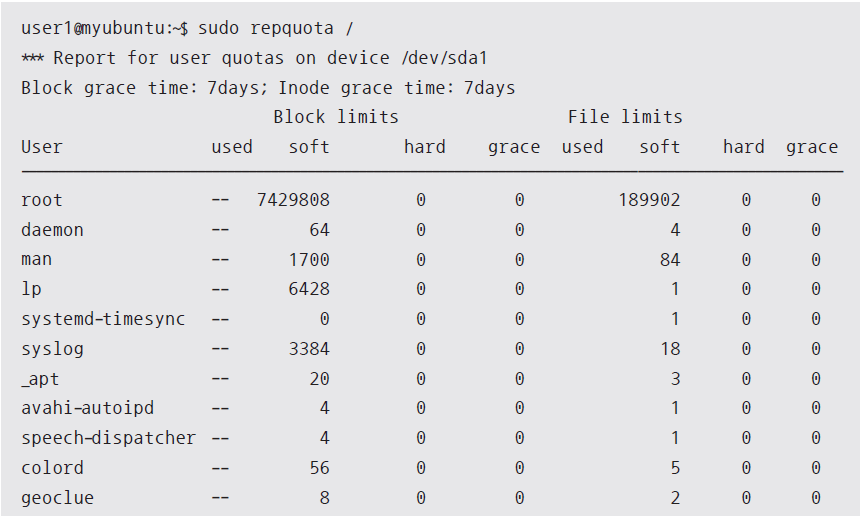 user1@myubuntu:~$ sudo repquota /
*** Report for user quotas on device /dev/sda1
Block grace time: 7days; Inode grace time: 7days
Block limits File limits
User used soft hard grace used soft hard grace
root -- 7429808 0 0 189902 0 0
daemon -- 64 0 0 4 0 0
man -- 1700 0 0 84 0 0
lp -- 6428 0 0 1 0 0
systemd-timesync -- 0 0 0 1 0 0
syslog -- 3384 0 0 18 0 0
_apt -- 20 0 0 3 0 0
avahi-autoipd -- 4 0 0 1 0 0
speech-dispatcher -- 4 0 0 1 0 0
colord -- 56 0 0 5 0 0
geoclue -- 8 0 0 2 0 0